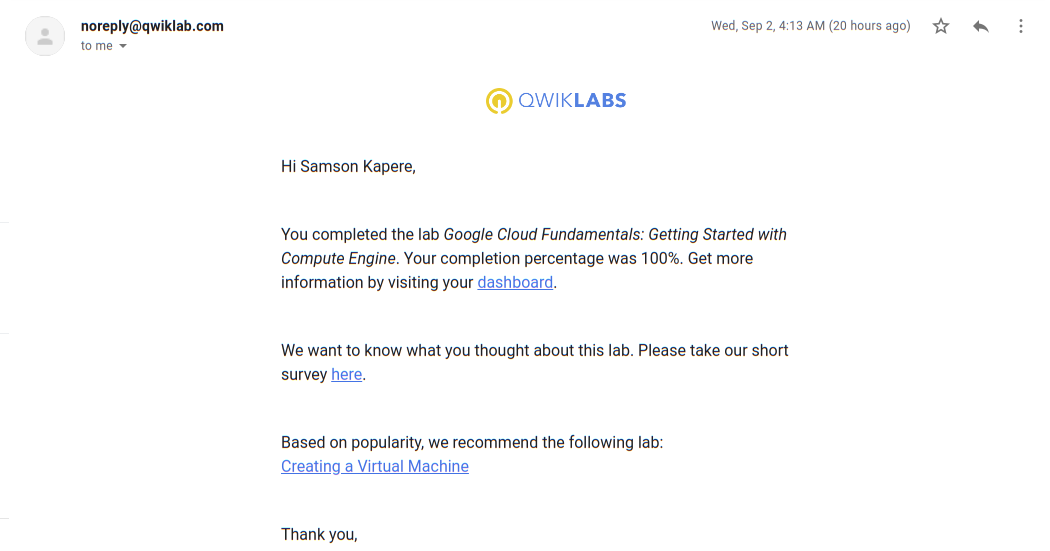 noreply@qwiklab.com
Wed, Sep 2, 4:13 AM (20 hours ago)
to me
QWIKLABS
Hi Samson Kapere,
You completed the lab Google Cloud Fundamentals: Getting Started with
Compute Engine. Your completion percentage was 100%. Get more
information by visiting your dashboard.
We want to know what you thought about this lab. Please take our short
survey here.
Based on popularity, we recommend the following lab:
Creating a Virtual Machine
Thank you,